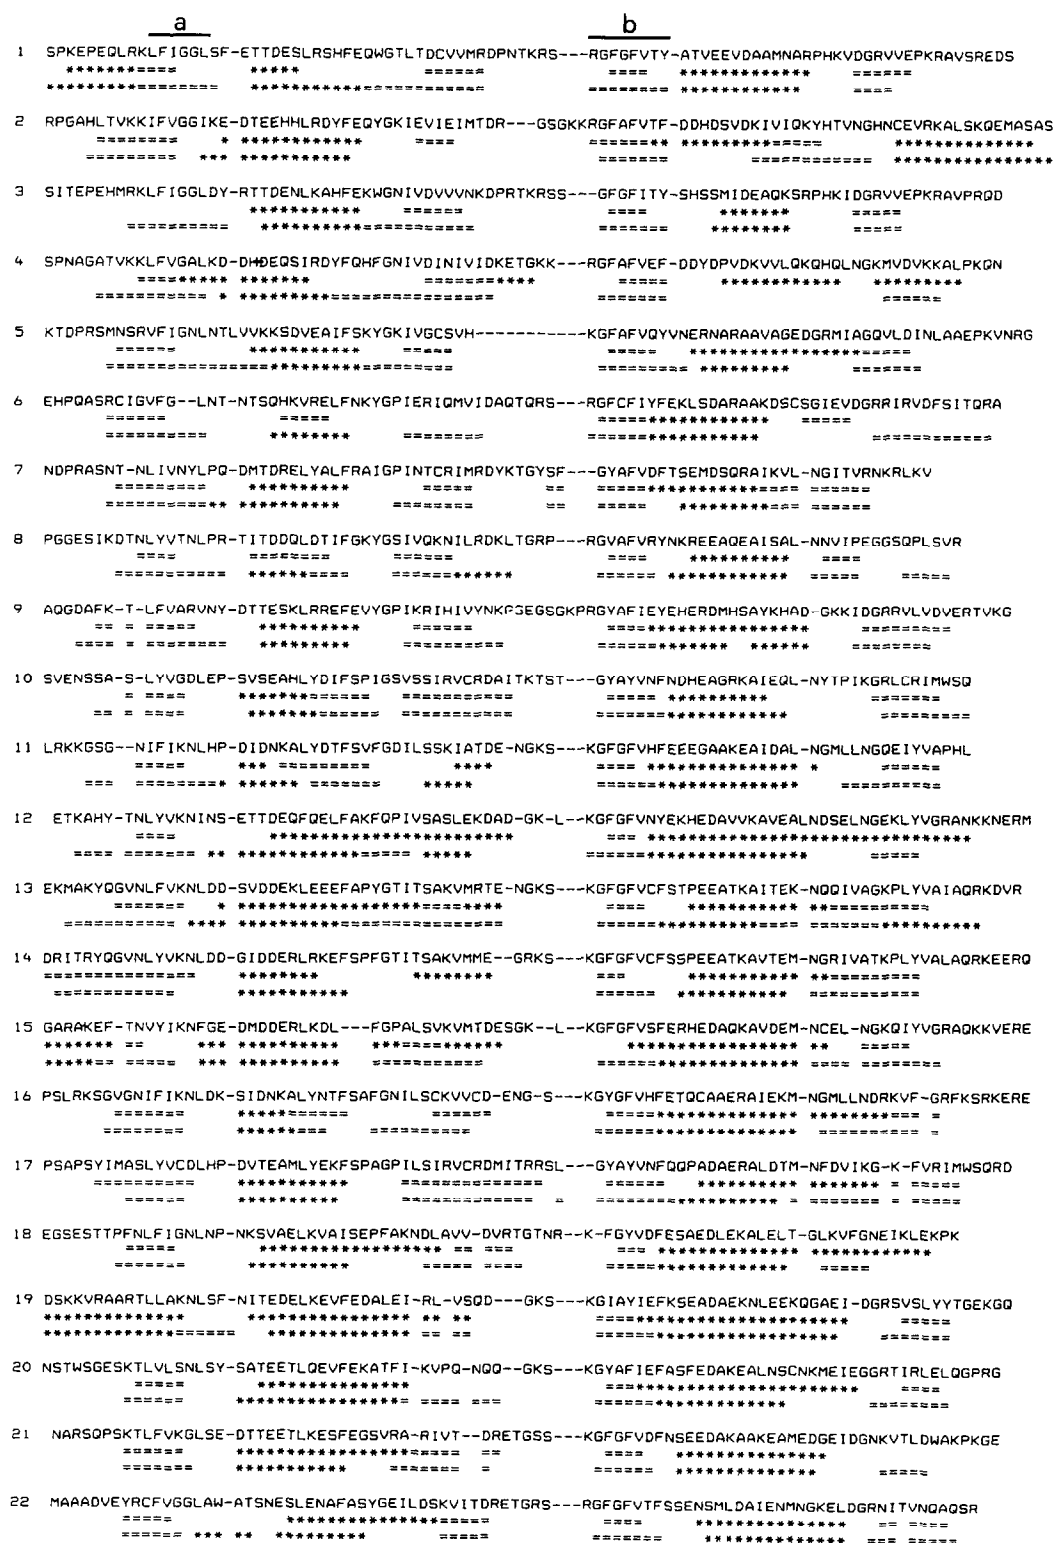 a b
1 SPKEPEQLRKLFIGGLSF-ETTDESLRSHFEQWGTLTDCVVMRDPNTKRS---RGFGFVTY-ATVEEVDAAMNARPHKVDGRVVEPKRAVSREDS
2 RPGAHLTVKKIFVGGIKE-DTEEHHLRDYFEQYGKIEVIEIMTDR---GSGKKRGFAFVTF-DDHDSVDKIVIQKYHTVNGHNCEVRKALSKQEMASAS
3 SITEPEHMRKLFIGGLDY-RTTDENLKAHFEKWGNIVDVVVNKDPRTKRSS---GFGFITY-SHSSMIDEAQKSRPHKIDGRVVEPKRAVPRQD
4 SPNAGATVKKLFVGALKD-DHDEQSIRDYFQHFGNIVDINIVIDKETGKK---RGFAFVEF-DDYDPVDKVVLQKQHQLNGKMVDVKKALPKQN
5 KTDPRSMNSRVFIGNLNTLVVKKSDVEAIFSKYGKIVGCSVH-----------KGFAFVQYVNERNARAAVAGEDGRMIAGQVLDINLAAEPKVNRG
6 EHPQASRCIGVFG--LNT-NTSQHKVRELFNKYGPIERIQMVIDAQTQRS---RGFCFIYFEKLSDARAAKDSCSGIEVDGRRIRVDFSITQRA
7 NDPRASNT-NLIVNYLPQ-DMTDRELYALFRAIGPINTCRIMRDYKTGYSF---GYAFVDFTSEMDSQRAIKVL-NGITVRNKRLKV
8 PGGESIKDTNLYVTNLPR-TITDDQLDTIFGKYGSIVQKNILRDKLTGRP---RGVAFVRYNKREEAQEAISAL-NNVIPEGGSQPLSVR
9 AQGDAFK-T-LFVARVNY-DTTESKLRREFEVYGPIKRIHIVYNKRSGEGSGKPRGYAFIEYEHERDMHSAYKHAD-GKKIDGRRVLVDVERTVKG
10 SVENSSA-S-LYVGDLEP-SVSEAHLYDIFSPIGSVSSIRVCRDAITKTST---GYAYVNFNDHEAGRKAIEQL-NYTPIKGRLCRIMWSQ
11 LRKKGSG--NIFIKNLHP-DIDNKALYDTFSVFGDILSSKIATDE-NGKS---KGFGFVHFEEEGAAKEAIDAL-NGMLLNGQEIYVAPHL
12 ETKAHY-TNLYVKNINS-ETTDEQFQELFAKFGPIVSASLEKDAD-GK-L---KGFGFVNYEKHEDAVVKAVEALNDSELNGEKLYVGRANKKNERM
13 EKMAKYQGVNLFVKNLDD-SVDDEKLEEEFAPYGTITSAKVMRTE-NGKS---KGFGFVCFSTPEEATKAITEK-NQQIVAGKPLYVAIAQRKDVR
14 DRITRYQGVNLYVKNLDD-GIDDERLRKEFSPFGTITSAKVMME--GRKS---KGFGFVCFSSPEEATKAVTEM-NGRIVATKPLYVALAQRKEERQ
15 GARAKEF-TNVYIKNFGE-DMDDERLKDL---FGPALSVKVMTDESGK--L---KGFGFVSFERHEDAQKAVDEM-NCEL-NGKQIYVGRAQKKVERE
16 PSLRKSGVGNIFIKNLDK-SIDNKALYNTFSAFGNILSCKVVCD-ENG-S---KGYGFVHFETQCAAERAIEKM-NGMLLNDRKVF-GRFKSRKERE
17 PSAPSYIMASLYVCDLHP-DVTEAMLYEKFSPAGPILSIRVCRDMITRRSL---GYAYVNFQQPADAERALDTM-NFDVIKG-K-FVRIMWSQRD
18 EGSESTTPFNLFIGNLNP-NKSVAELKVAISEPFAKNDLAVV-DVRTGTNR---K-FGYVDFESAEDLEKALELT-GLKVFGNEIKLEKPK
19 DSKKVRAARTLLAKNLSF-NITEDELKEVFEDALEI-RL-VSQD---GKS---KGIAYIEFKSEADAEKNLEEKQGAEI-DGRSVSLYYTGEKGQ
20 NSTWSGESKTLVLSNLSY-SATEETLQEVFEKATFI-KVPQ-NQQ--GKS---KGYAFIEFASFEDAKEALNSCNKMEIEGGRTIRLELQGPRG
21 NARSQPSKTLFVKGLSE-DTTEETLKESFEGSVRA-RIVT--DRETGSS---KGFGFVDFNSEEDAKAAKEAMEDGEIDGNKVTLDWAKPKGE
22 MAAADVEYRCFVGGLAW-ATSNESLENAFASYGEILDSKVITDRETGRS---RGFGFVTFSSENSMLDAIENMNGKELDGRNITVNQAQSR